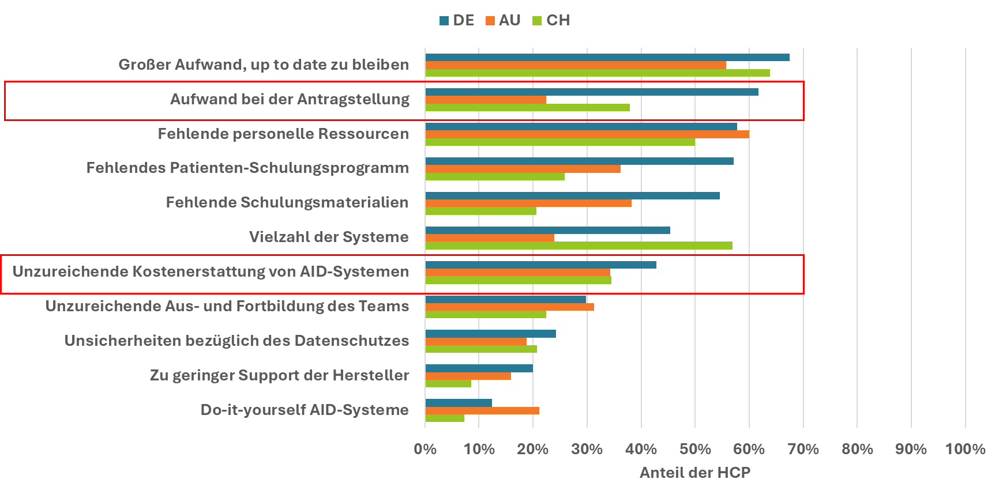 DE AU CH
Großer Aufwand, up to date zu bleiben
Aufwand bei der Antragstellung
Fehlende personelle Ressourcen
Fehlendes Patienten-Schulungsprogramm
Fehlende Schulungsmaterialien
Vielzahl der Systeme
Unzureichende Kostenerstattung von AID-Systemen
Unzureichende Aus- und Fortbildung des Teams
Unsicherheiten bezüglich des Datenschutzes
Zu geringer Support der Hersteller
Do-it-yourself AID-Systeme
0% 10% 20% 30% 40% 50% 60% 70% 80% 90% 100%
Anteil der HCP